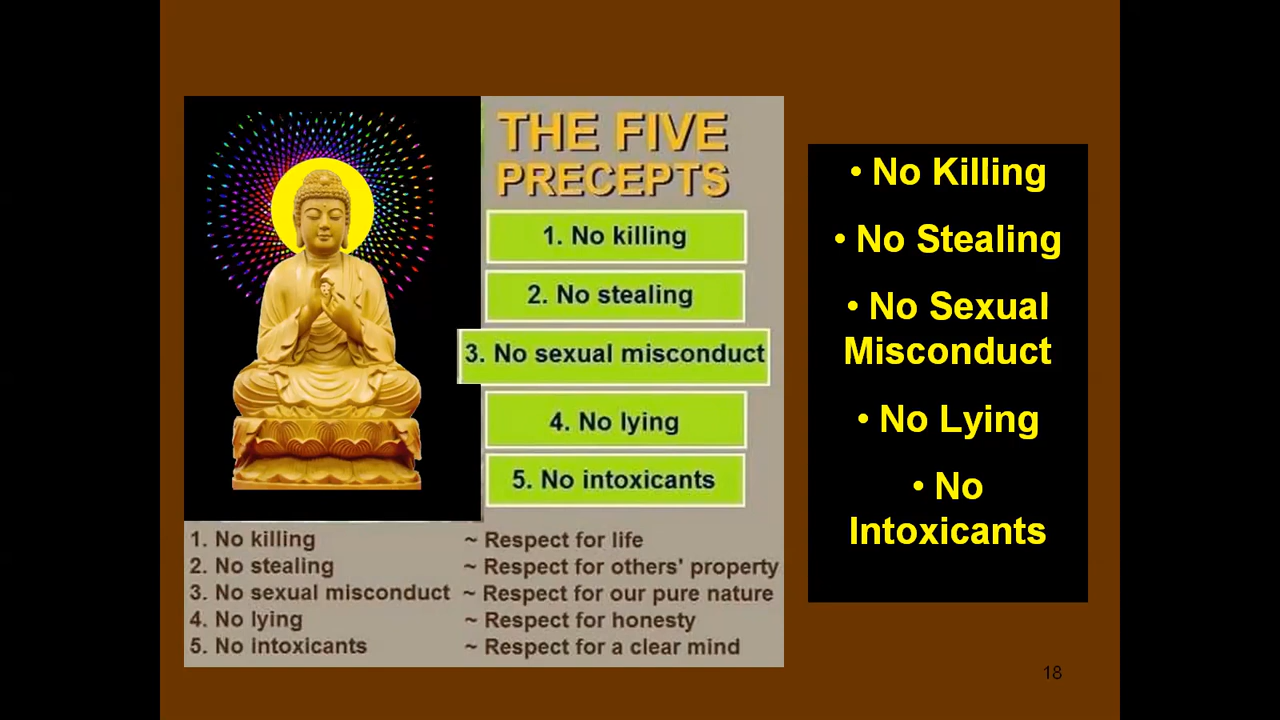 THE FIVE
PRECEPTS
1. No killing
2. No stealing
3. No sexual misconduct
4. No lying
5. No intoxicants
1. No killing ~ Respect for life
2. No stealing ~ Respect for others' property
3. No sexual misconduct ~ Respect for our pure nature
4. No lying ~ Respect for honesty
5. No intoxicants ~ Respect for a clear mind
• No Killing
• No Stealing
• No Sexual
Misconduct
• No Lying
• No
Intoxicants
18